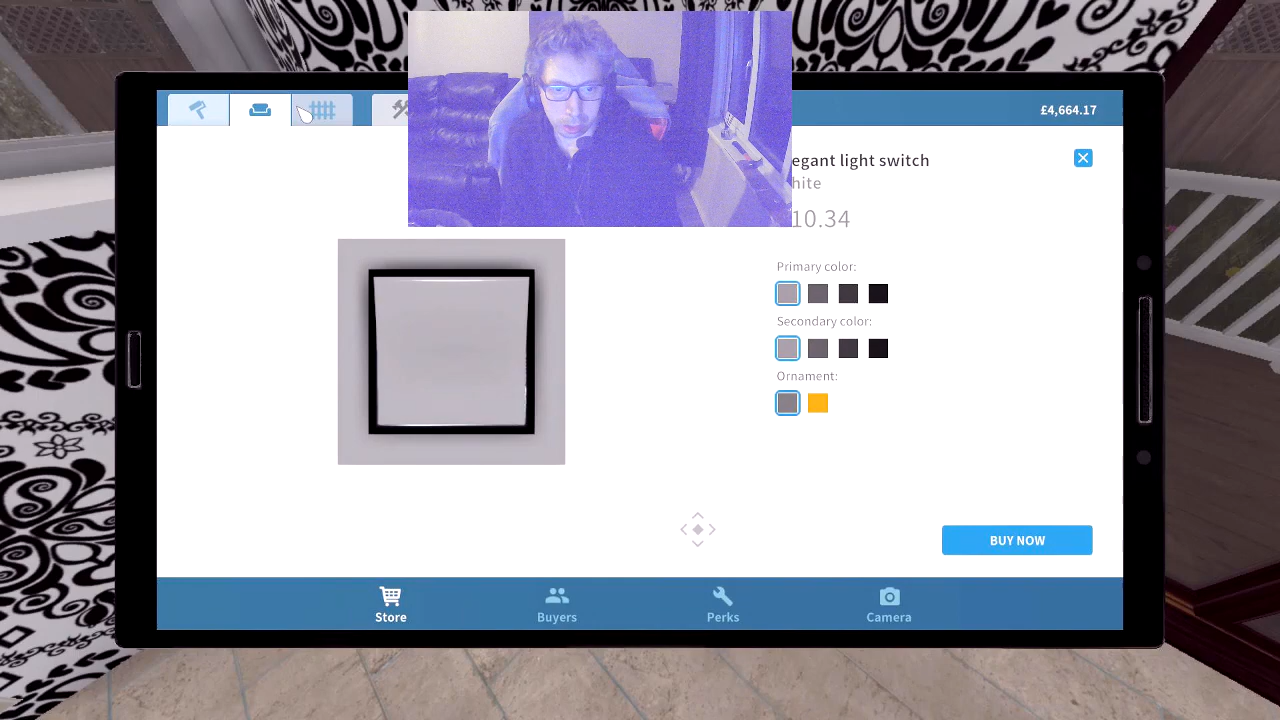 £4,664.17
egant light switch
hite
10.34
Primary color:
Secondary color:
Ornament:
BUY NOW
Store
Buyers
Perks
Camera